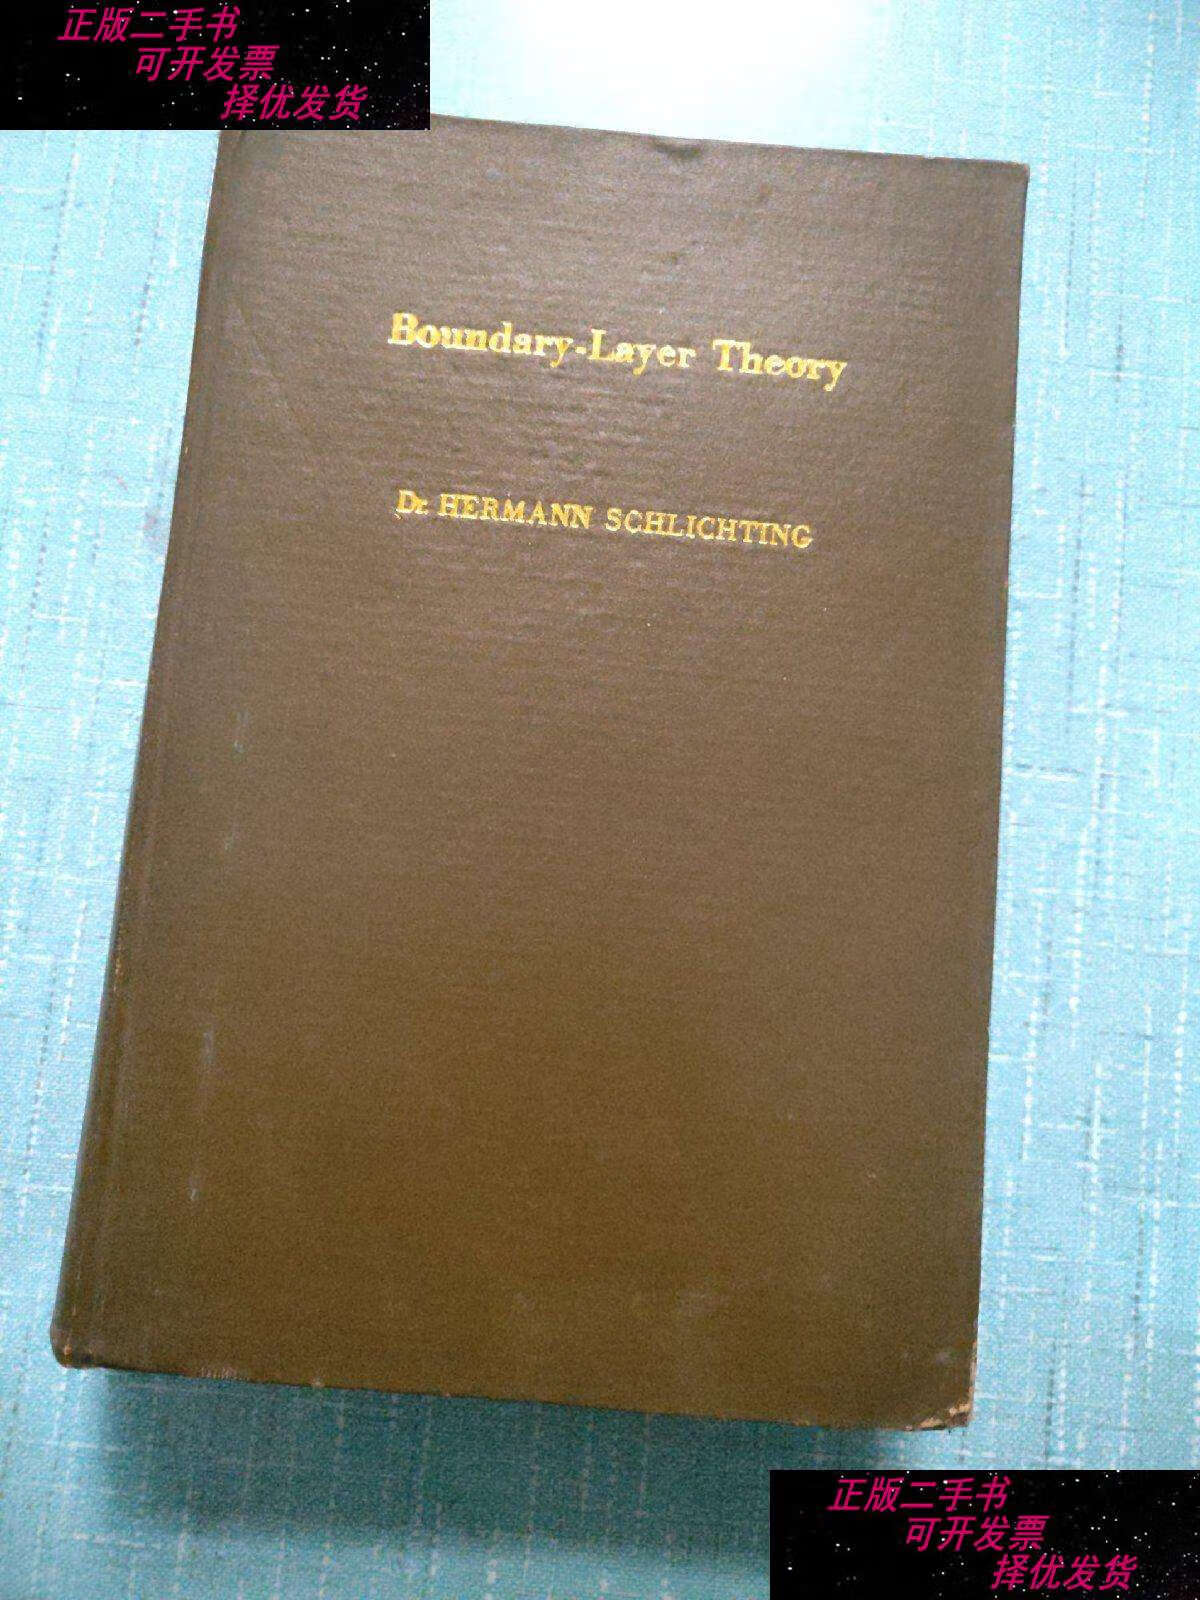 正版二手书
可开发票
择优发货
Boundary-Layer Theory
Dr HERMANN SCHLICHTING
正版二手书
可开发票
择优发货